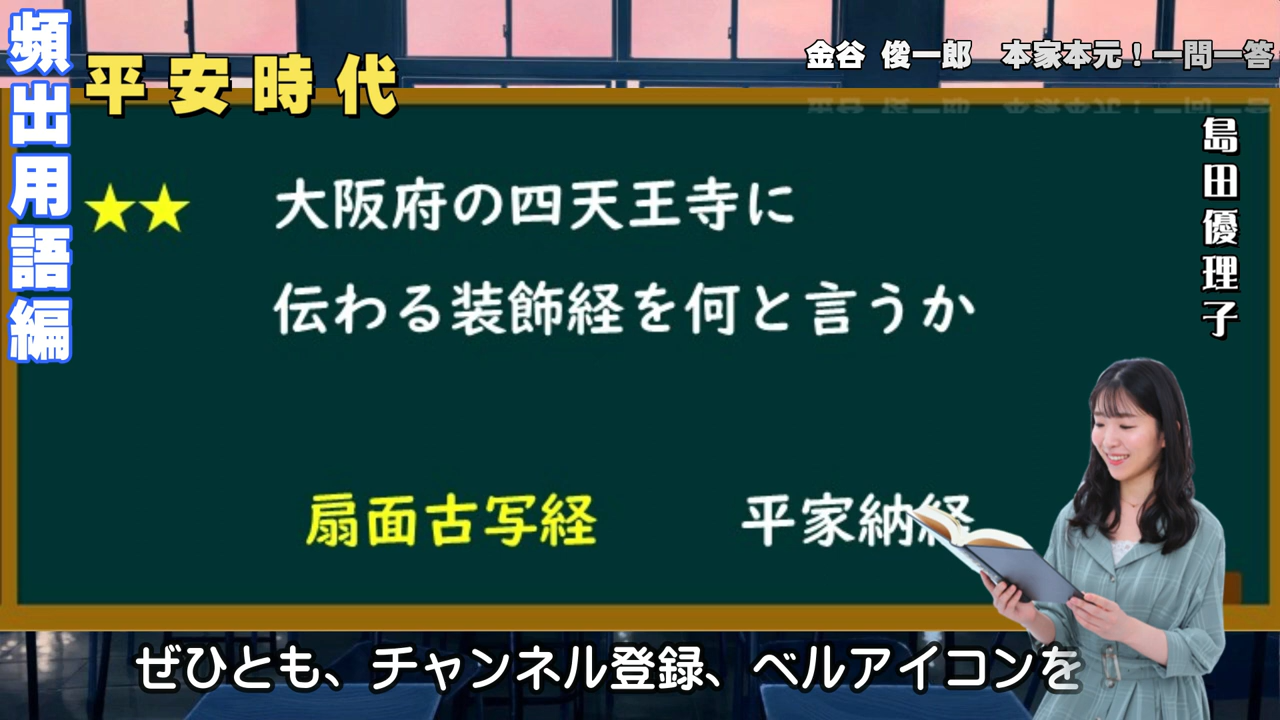 頻出用語編
平安時代
金谷 俊一郎 本家本元！一問一答
島田優理子
★★ 大阪府の四天王寺に
伝わる装飾経を何と言うか
扇面古写経 平家納経
ぜひとも、チャンネル登録、ベルアイコンを